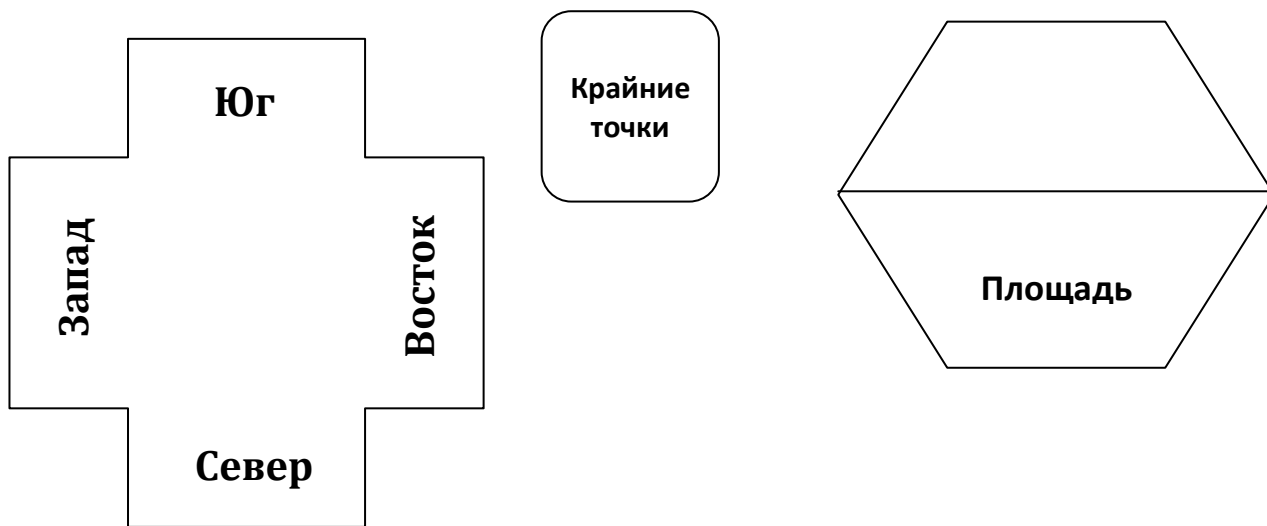 Юг
Крайние
точки
Запад
Восток
Площадь
Север